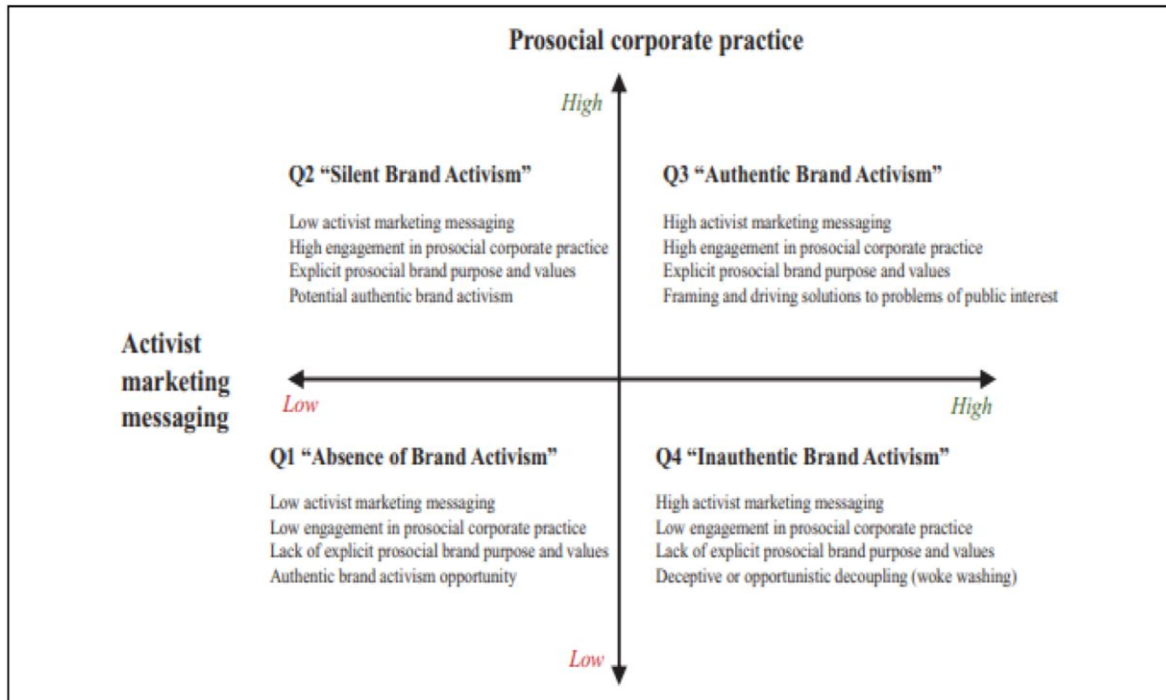 Prosocial corporate practice
High
Q2 “Silent Brand Activism”
Low activist marketing messaging
High engagement in prosocial corporate practice
Explicit prosocial brand purpose and values
Potential authentic brand activism
Q3 “Authentic Brand Activism”
High activist marketing messaging
High engagement in prosocial corporate practice
Explicit prosocial brand purpose and values
Framing and driving solutions to problems of public interest
Activist
marketing
messaging
Low
High
Q1 “Absence of Brand Activism”
Low activist marketing messaging
Low engagement in prosocial corporate practice
Lack of explicit prosocial brand purpose and values
Authentic brand activism opportunity
Q4 “Inauthentic Brand Activism”
High activist marketing messaging
Low engagement in prosocial corporate practice
Lack of explicit prosocial brand purpose and values
Deceptive or opportunistic decoupling (woke washing)
Low